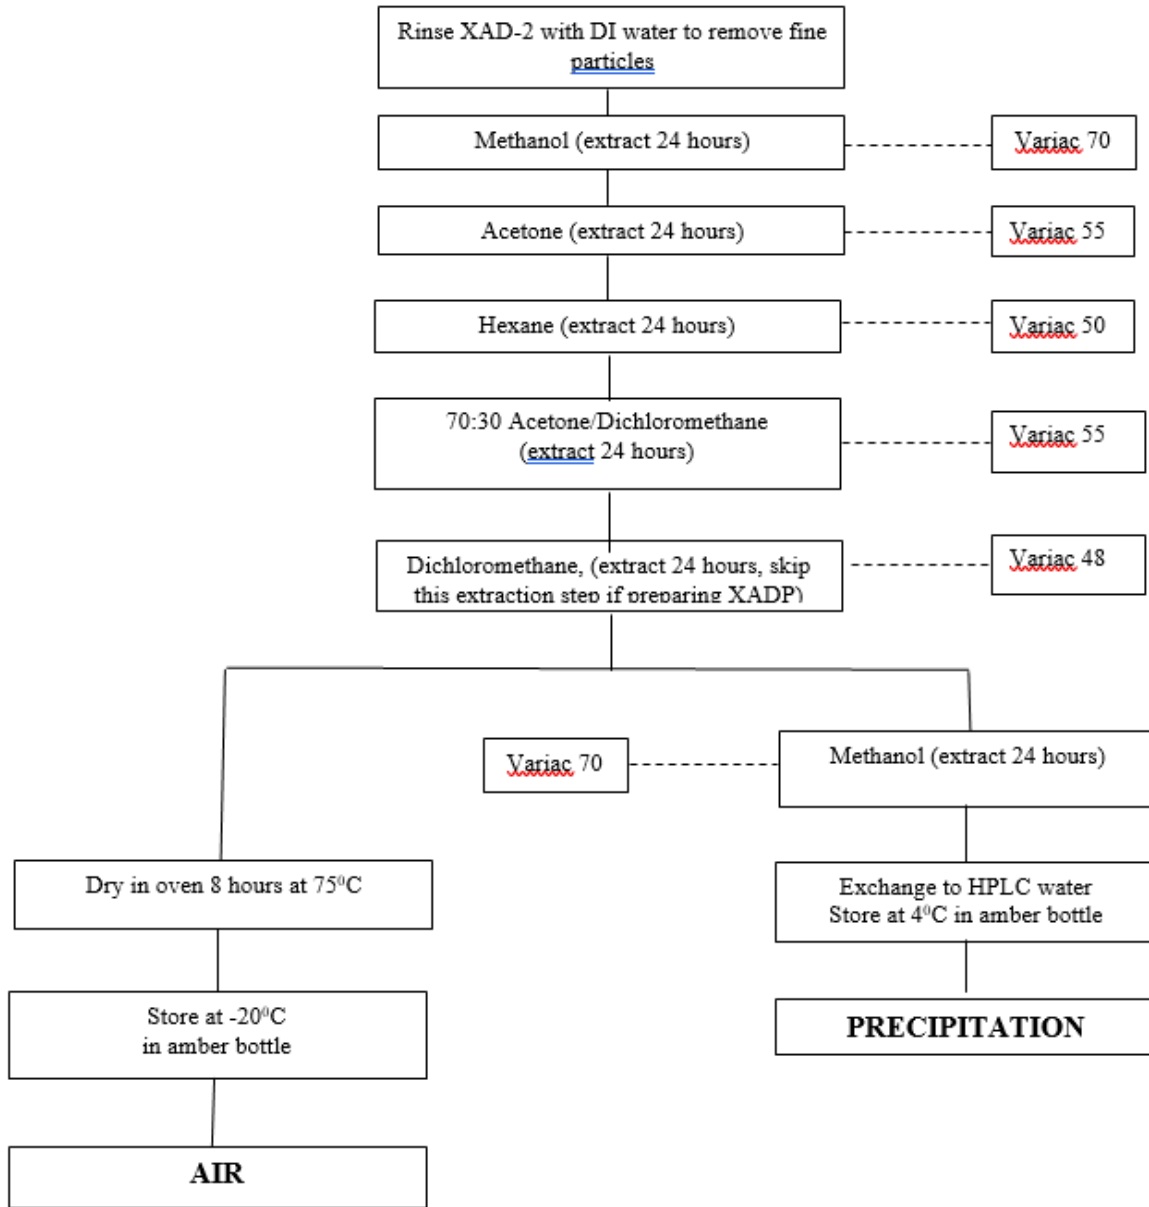 Rinse XAD-2 with DI water to remove fine
particles
Methanol (extract 24 hours)
Variac 70
Acetone (extract 24 hours)
Variac 55
Hexane (extract 24 hours)
Variac 50
70:30 Acetone/Dichloromethane
(extract 24 hours)
Variac 55
Dichloromethane, (extract 24 hours, skip
this extraction step if preparing XADP)
Variac 48
Variac 70
Methanol (extract 24 hours)
Dry in oven 8 hours at 75⁰C
Exchange to HPLC water
Store at 4⁰C in amber bottle
Store at -20⁰C
in amber bottle
PRECIPITATION
AIR